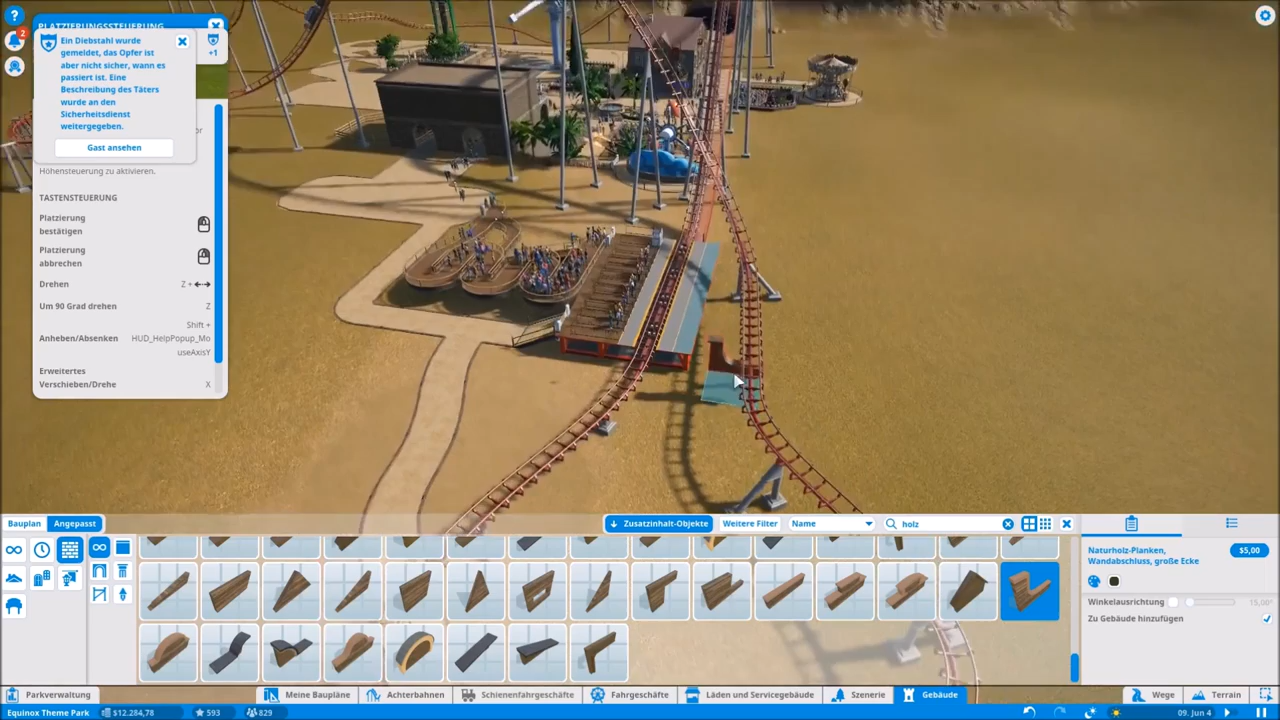 PLATZIERUNGSSTEUERUNG
2
Ein Diebstahl wurde
gemeldet, das Opfer ist
aber nicht sicher, wann es
passiert ist. Eine
Beschreibung des Täters
wurde an den
Sicherheitsdienst
weitergegeben.
+1
Gast ansehen
Höhensteuerung zu aktivieren.
TASTENSTEUERUNG
Platzierung
bestätigen
Platzierung
abbrechen
Drehen Z +
Um 90 Grad drehen Z
Anheben/Absenken Shift +
HUD_HelpPopup_Mo
useAxisY
Erweitertes
Verschieben/Drehe X
Bauplan Angepasst Zusatzinhalt-Objekte Weitere Filter Name holz
Naturholz-Planken,
Wandabschluss, große Ecke
$5,00
Winkelausrichtung 15,00°
Zu Gebäude hinzufügen
Parkverwaltung Meine Baupläne Achterbahnen Schienenfahrgeschäfte Fahrgeschäfte Läden und Servicegebäude Szenerie Gebäude Wege Terrain
Equinox Theme Park $12.284,78 593 829 09. Jun 4